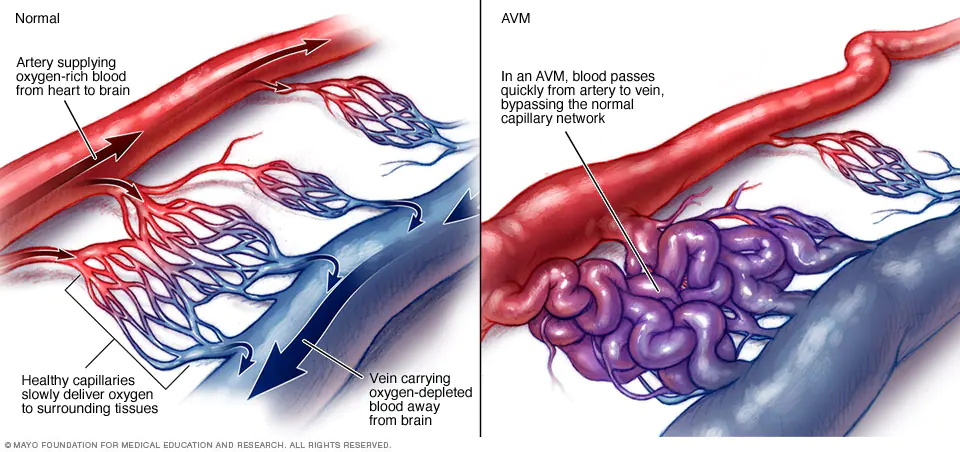 Normal
Artery supplying
oxygen-rich blood
from heart to brain
Healthy capillaries
slowly deliver oxygen
to surrounding tissues
Vein carrying
oxygen-depleted
blood away
from brain
AVM
In an AVM, blood passes
quickly from artery to vein,
bypassing the normal
capillary network
© MAYO FOUNDATION FOR MEDICAL EDUCATION AND RESEARCH. ALL RIGHTS RESERVED.